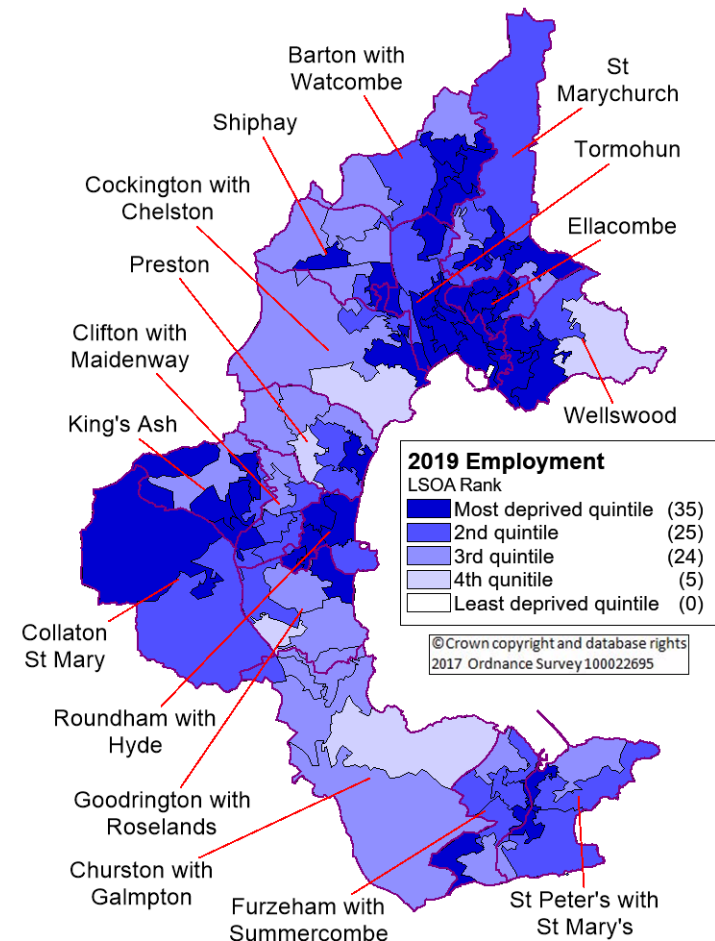 Barton with
Watcombe
St
Marychurch
Shiphay
Tormohun
Cockington with
Chelston
Ellacombe
Preston
Clifton with
Maidenway
King's Ash
Wellswood
2019 Employment
LSOA Rank
Most deprived quintile (35)
2nd quintile (25)
3rd quintile (24)
4th qunitile (5)
Least deprived quintile (0)
©Crown copyright and database rights
2017 Ordnance Survey 100022695
Collaton
St Mary
Roundham with
Hyde
Goodrington with
Roselands
Churston with
Galmpton
Furzeham with
Summercombe
St Peter's with
St Mary's